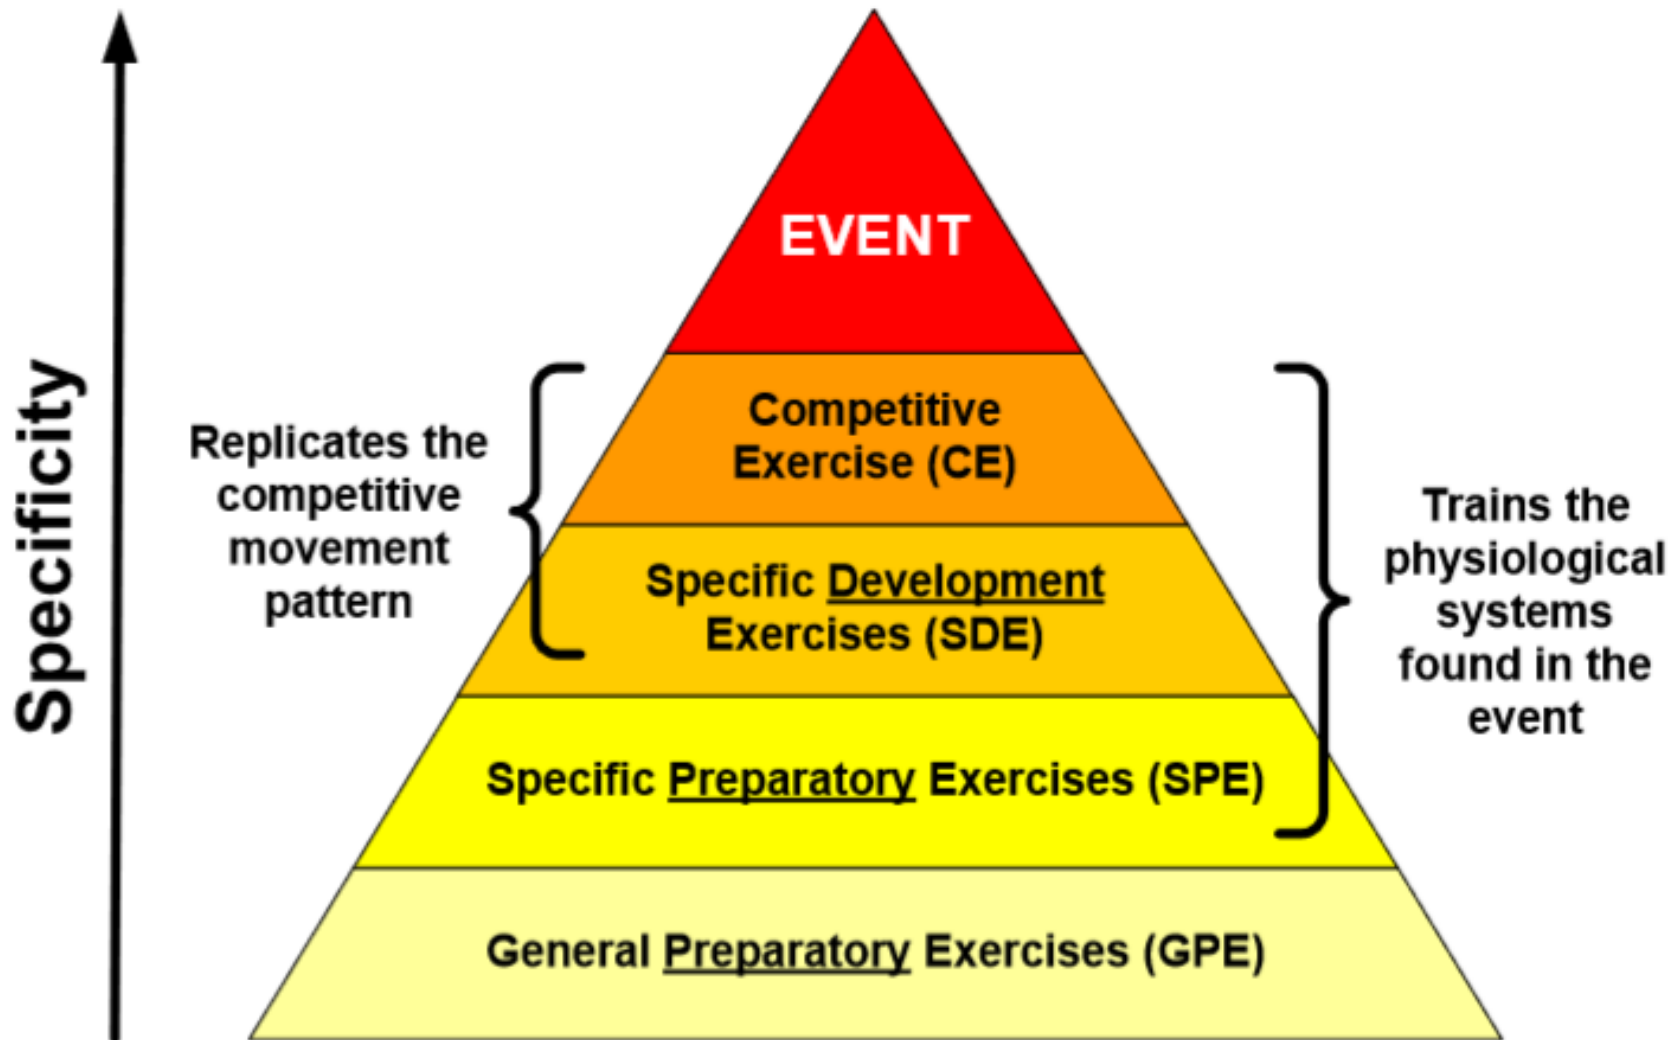 Specificity
EVENT
Replicates the
competitive
movement
pattern
Competitive
Exercise (CE)
Specific Development
Exercises (SDE)
Specific Preparatory Exercises (SPE)
General Preparatory Exercises (GPE)
Trains the
physiological
systems
found in the
event